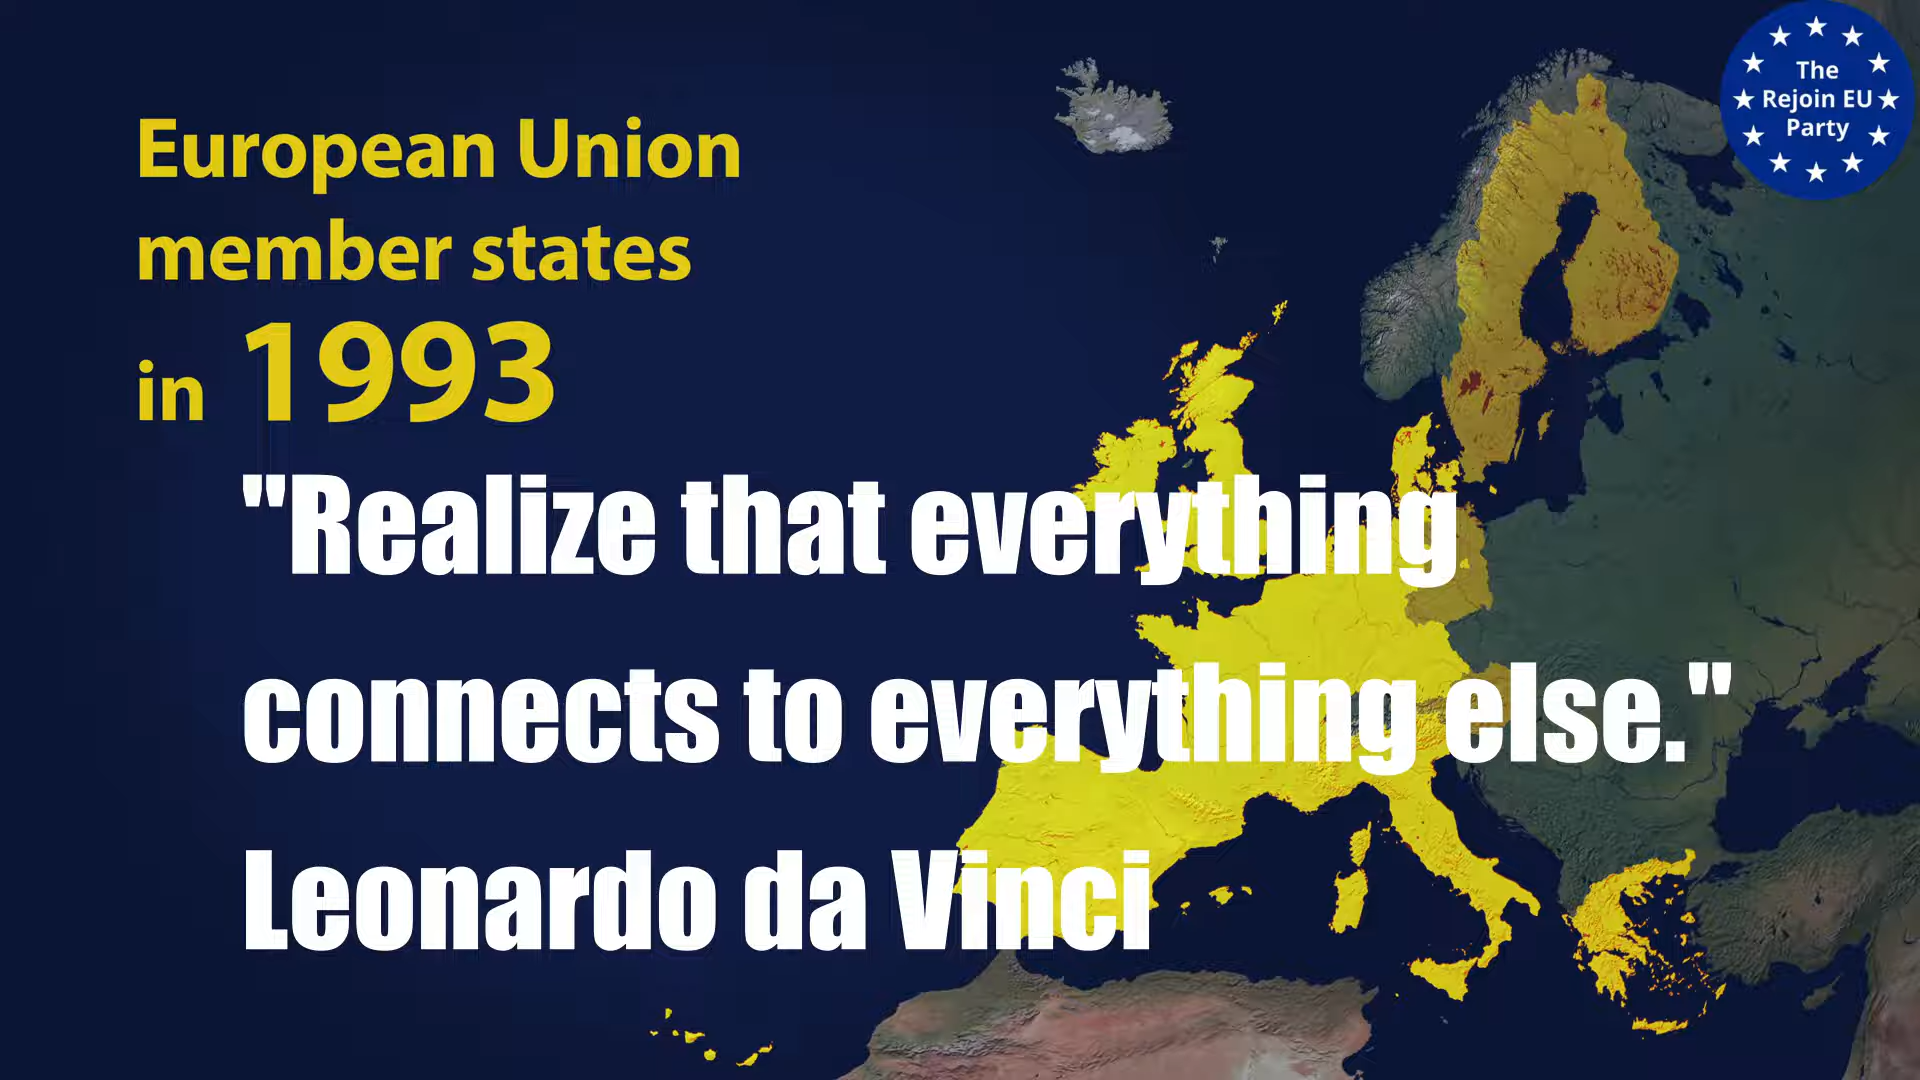 The
Rejoin EU
Party
European Union
member states
in 1993
"Realize that everything
connects to everything else."
Leonardo da Vinci